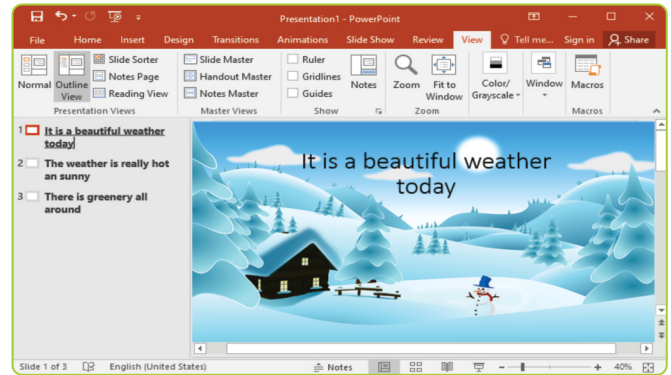 Presentation1 - PowerPoint
File Home Insert Design Transitions Animations Slide Show Review View Tell me... Sign in Share
Normal Outline View
Slide Sorter
Notes Page
Reading View
Presentation Views
Slide Master
Handout Master
Notes Master
Master Views
Ruler
Gridlines
Guides
Show
Notes
Zoom
Fit to Window
Zoom
Color/ Grayscale
Window
Macros
Macros
1 It is a beautiful weather
today
2 The weather is really hot
an sunny
3 There is greenery all
around
It is a beautiful weather
today
Slide 1 of 3 English (United States) Notes 40%